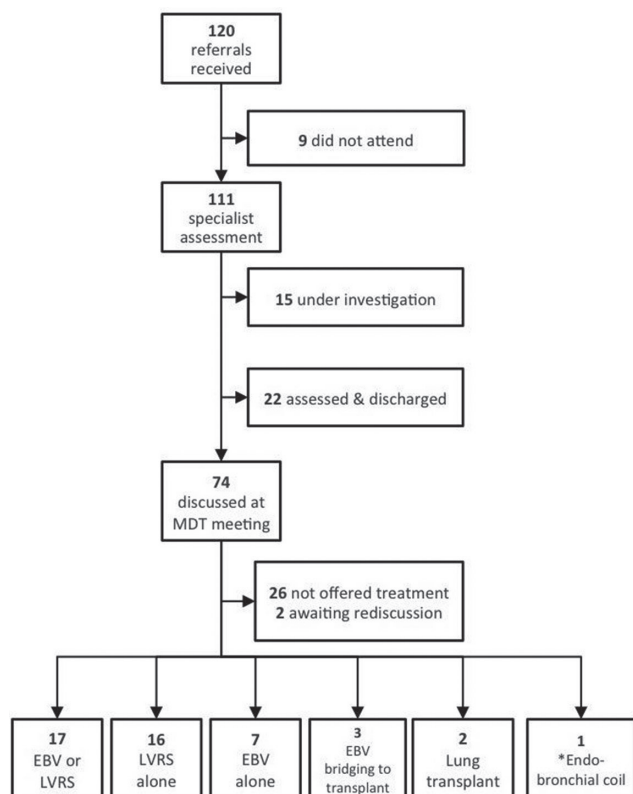 120
referrals
received
9 did not attend
111
specialist
assessment
15 under investigation
22 assessed & discharged
74
discussed at
MDT meeting
26 not offered treatment
2 awaiting rediscussion
17
EBV or
LVRS
16
LVRS
alone
7
EBV
alone
3
EBV
bridging to
transplant
2
Lung
transplant
1
*Endo-
bronchial coil